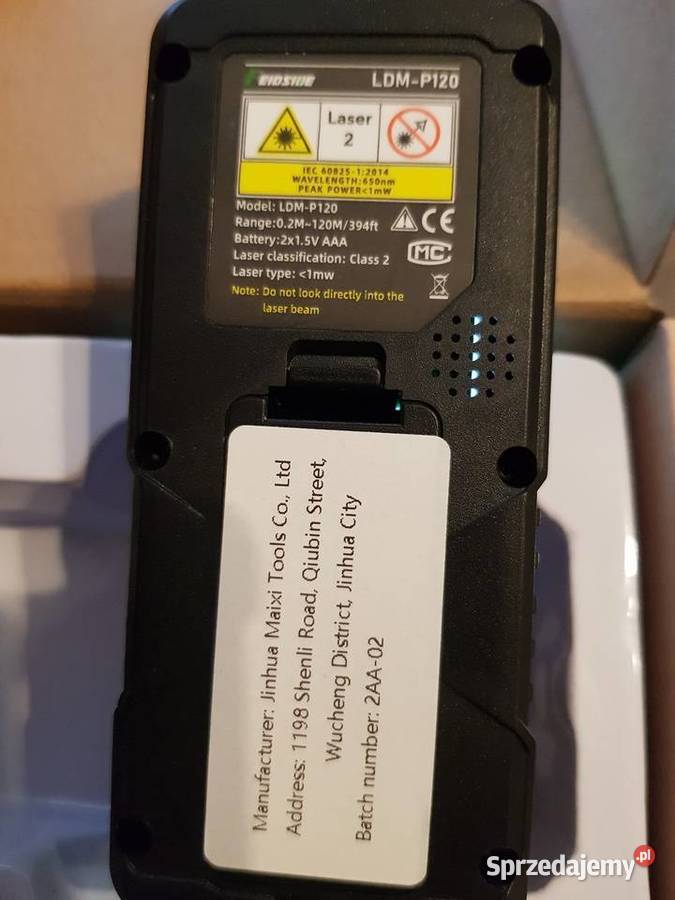 FEIDSIVE LDM-P120
Laser
2
IEC 60825-1:2014
WAVELENGTH:650nm
PEAK POWER<1mW
Model: LDM-P120
Range:0.2M~120M/394ft
Battery:2x1.5V AAA
Laser classification: Class 2
Laser type: <1mw
CE
MC
Note: Do not look directly into the
laser beam
Manufacturer: Jinhua Maixi Tools Co., Ltd
Address: 1198 Shenli Road, Qiubin Street,
Wucheng District, Jinhua City
Batch number: 2AA-02
Sprzedajemy.pl